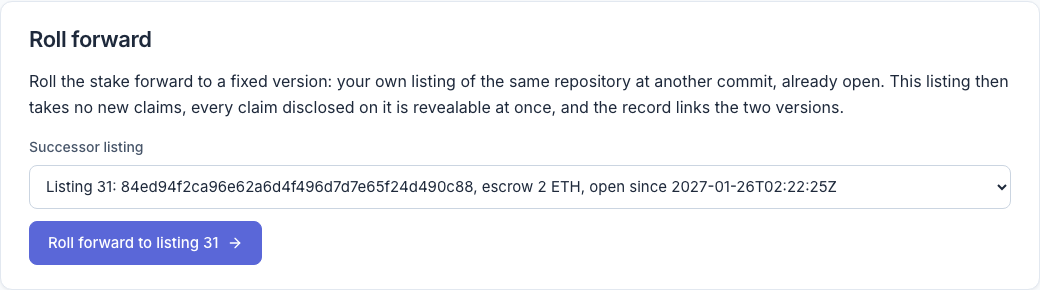 Roll forward
Roll the stake forward to a fixed version: your own listing of the same repository at another commit, already open. This listing then
takes no new claims, every claim disclosed on it is revealable at once, and the record links the two versions.
Successor listing
Listing 31: 84ed94f2ca96e62a6d4f496d7d7e65f24d490c88, escrow 2 ETH, open since 2027-01-26T02:22:25Z
Roll forward to listing 31 →